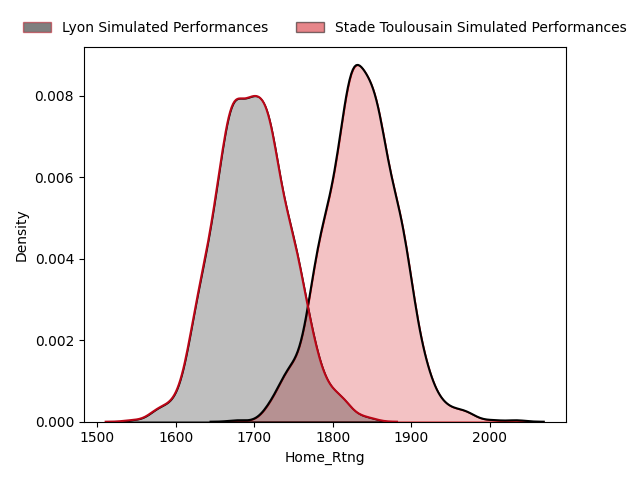 Lyon Simulated Performances
Stade Toulousain Simulated Performances
0.008
0.006
0.004
0.002
0.000
Density
1500 1600 1700 1800 1900 2000
Home_Rtng